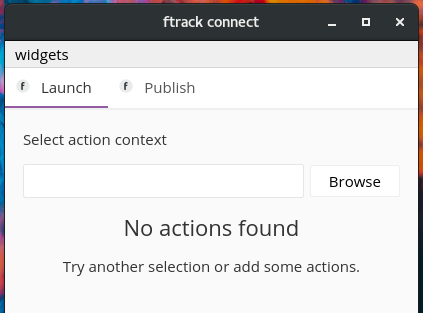 ftrack connect
widgets
Launch Publish
Select action context
Browse
No actions found
Try another selection or add some actions.